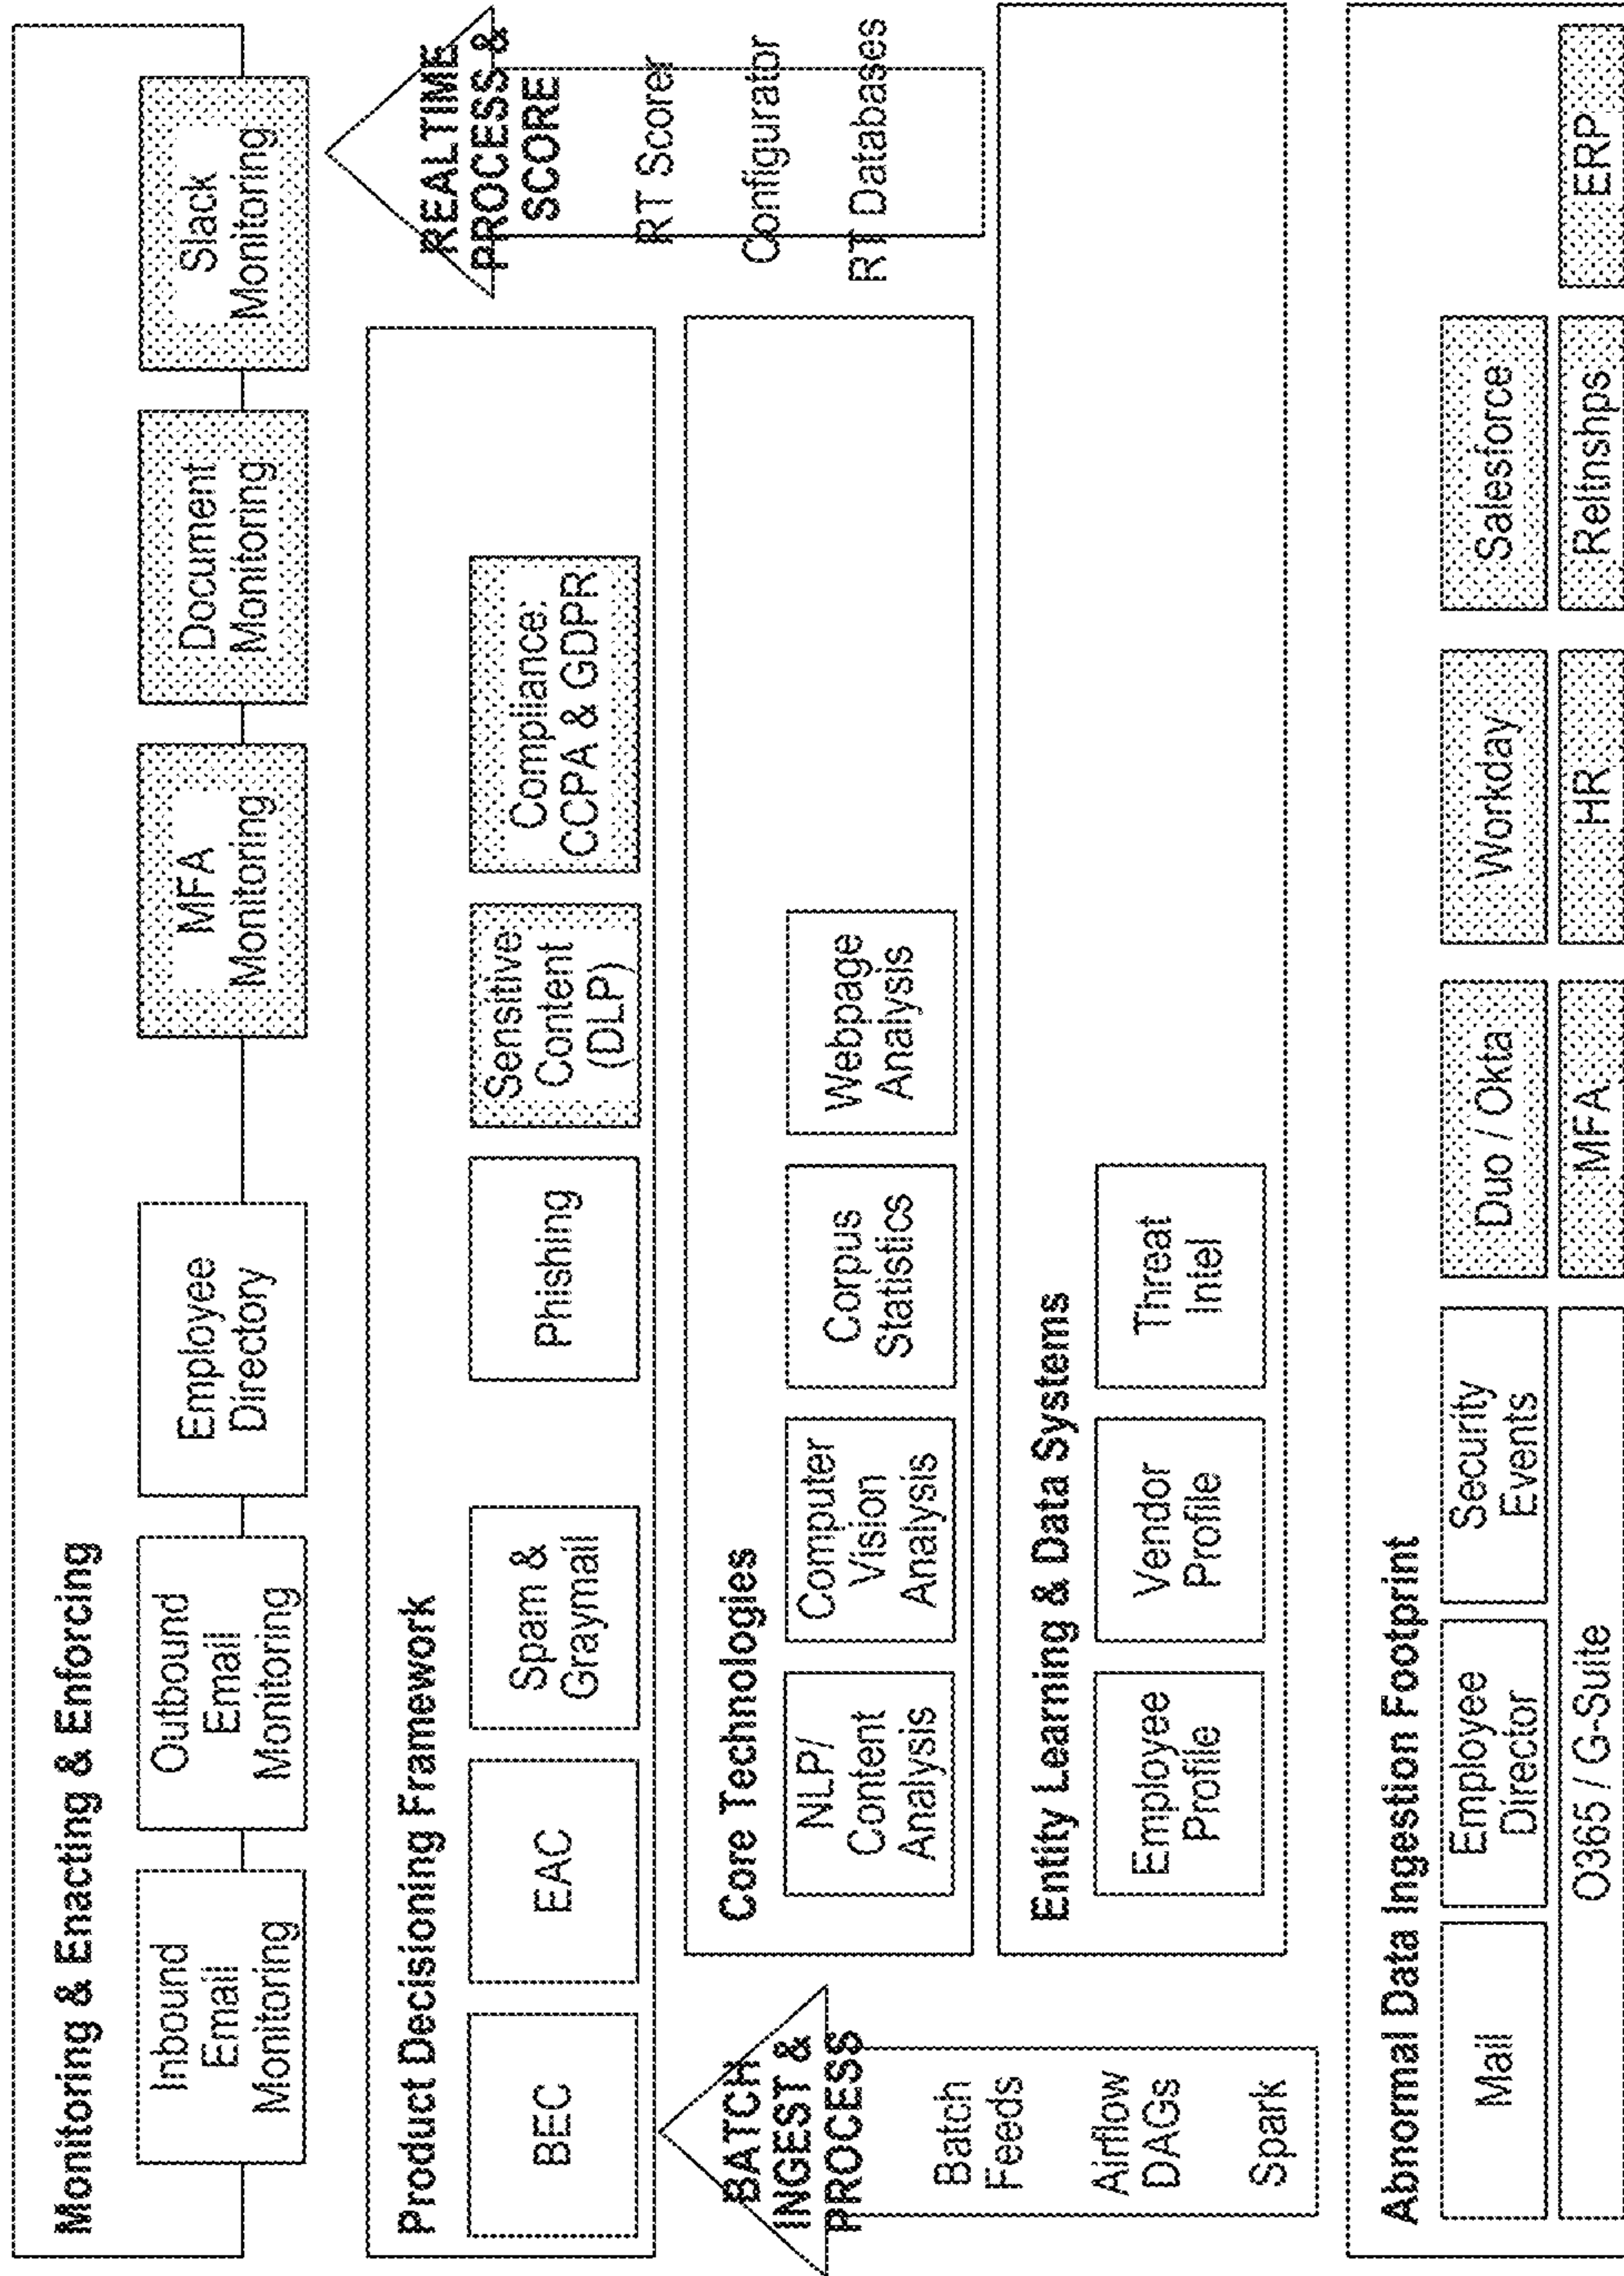 Monitoring & Enacting & Enforcing
Inbound
Email
Monitoring
Outbound
Email
Monitoring
Employee
Directory
MFA
Monitoring
Document
Monitoring
Slack
Monitoring
Product Decisioning Framework
BEC
EAC
Spam &
Graymail
Phishing
Sensitive
Content
(DLP)
Compliance:
CCPA & GDPR
REALTIME
PROCESS &
SCORE
RT Scorer
Configurator
RT Databases
BATCH
INGEST &
PROCESS
Batch
Feeds
Airflow
DAGs
Spark
Core Technologies
NLP/
Content
Analysis
Computer
Vision
Analysis
Corpus
Statistics
Webpage
Analysis
Entity Learning & Data Systems
Employee
Profile
Vendor
Profile
Threat
Intel
Abnormal Data Ingestion Footprint
Mail
Employee
Director
Security
Events
Duo / Okta
Workday
Salesforce
O365 / G-Suite
MFA
HR
Reltnshps
ERP